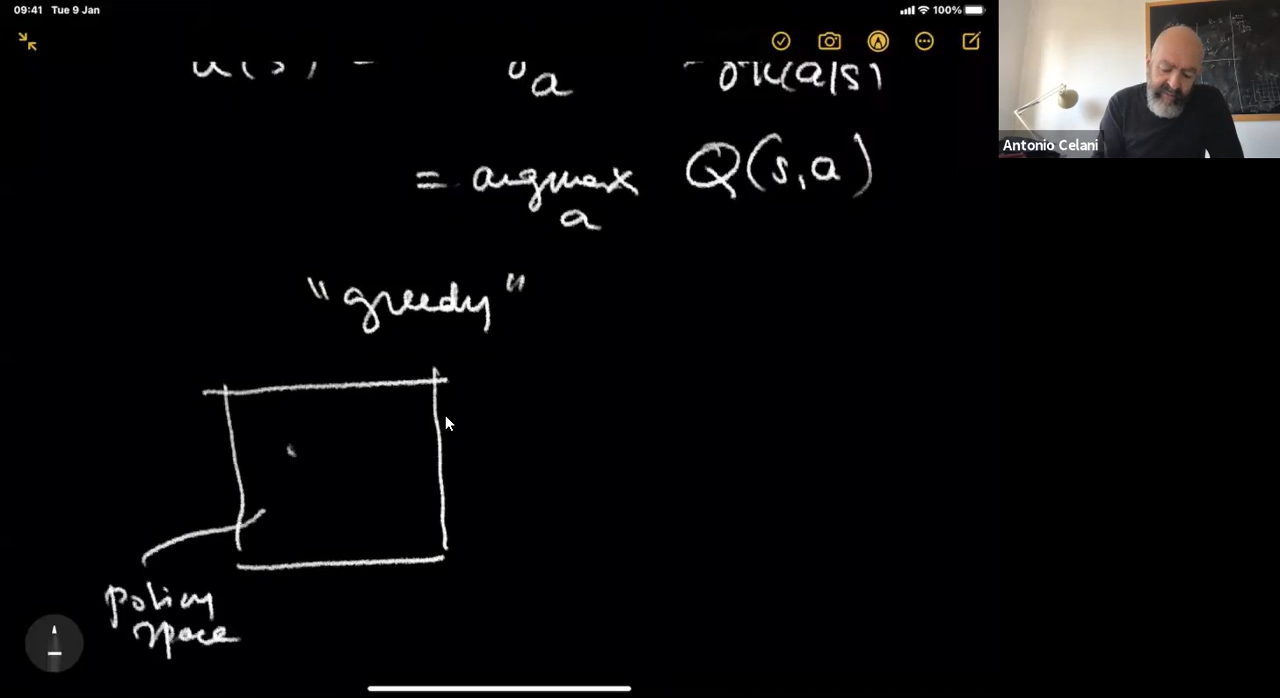 09:41 Tue 9 Jan
100%
Antonio Celani
a
= argmax Q(s,a)
a
"greedy"
policy
space